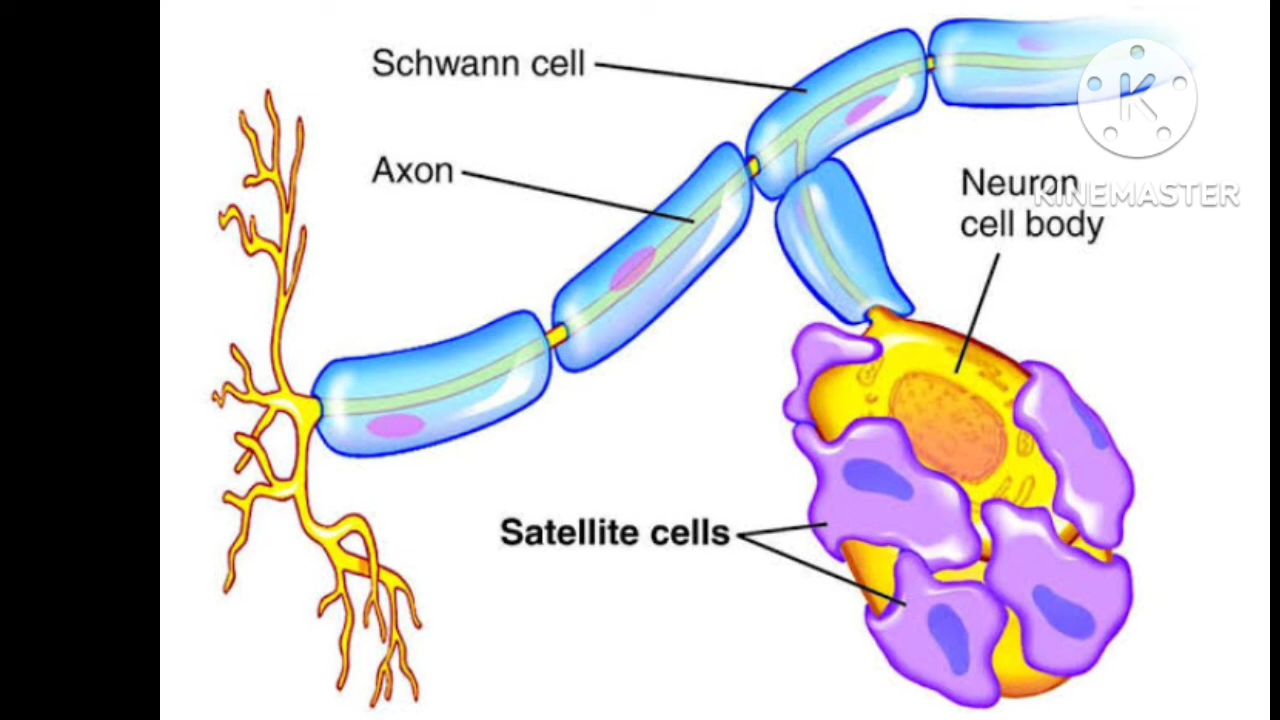 Schwann cell
Axon
Neuron
cell body
KINEMASTER
Satellite cells